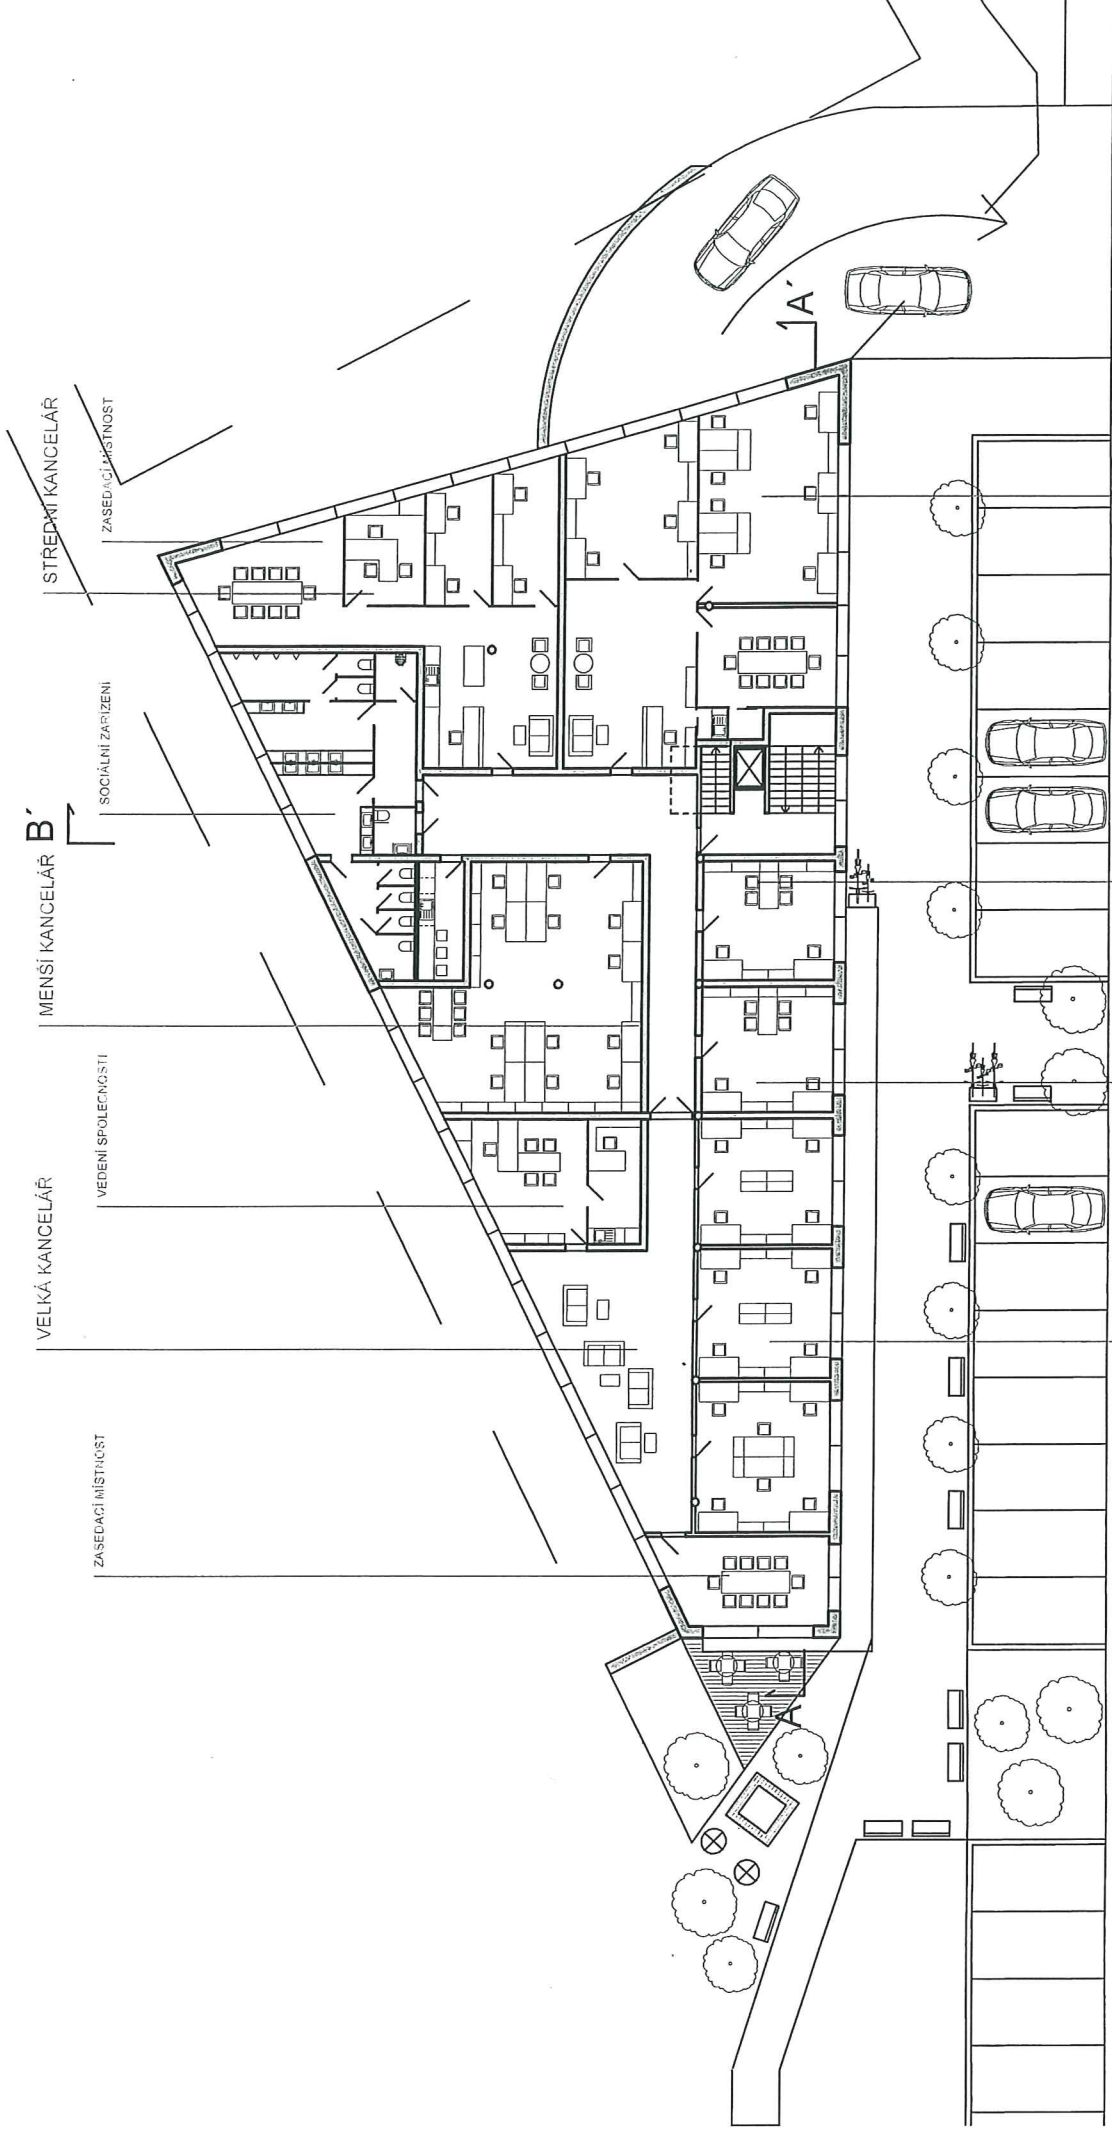 VELKÁ KANCELÁŘ
MENŠÍ KANCELÁŘ
B´
STŘEDNÍ KANCELÁŘ
ZASEDACÍ MÍSTNOST
VEDENÍ SPOLEČNOSTI
SOCIÁLNÍ ZAŘÍZENÍ
ZASEDACÍ MÍSTNOST
A
A´